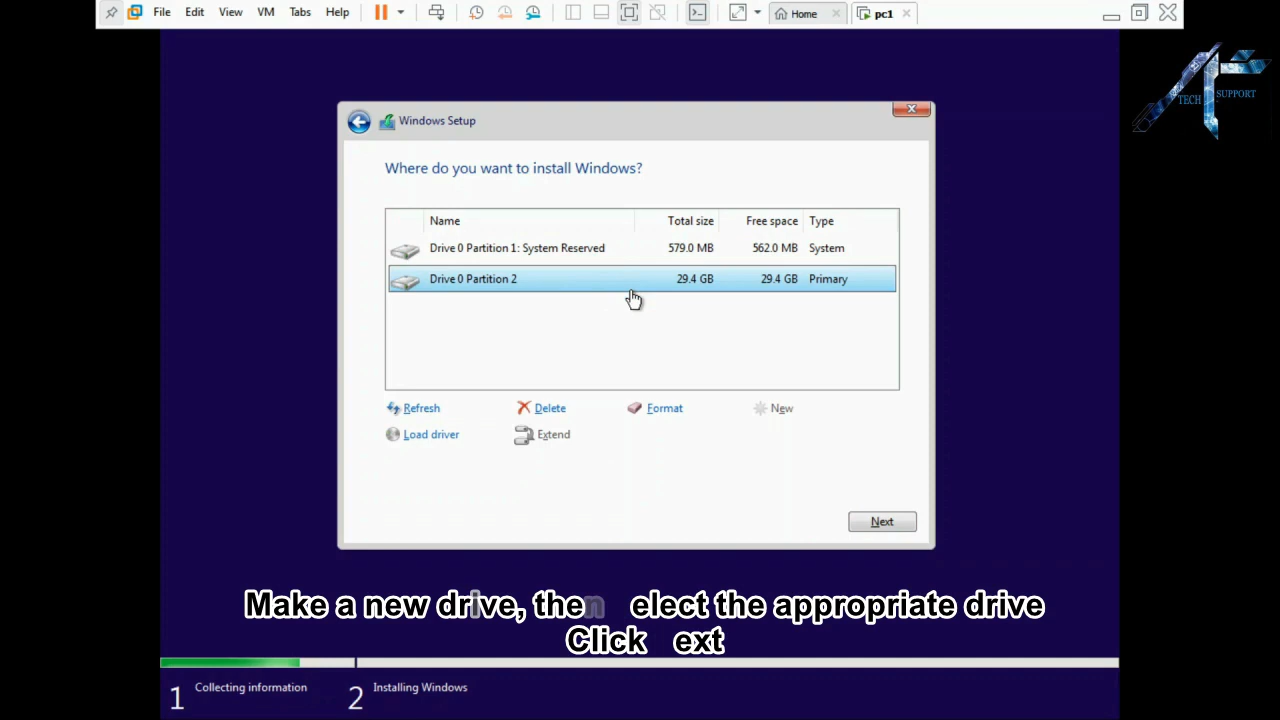 File Edit View VM Tabs Help Home pc1
TECH SUPPORT
Windows Setup
Where do you want to install Windows?
Name Total size Free space Type
Drive 0 Partition 1: System Reserved 579.0 MB 562.0 MB System
Drive 0 Partition 2 29.4 GB 29.4 GB Primary
Refresh Delete Format New
Load driver Extend
Next
Make a new drive, then elect the appropriate drive
Click ext
1 Collecting information 2 Installing Windows